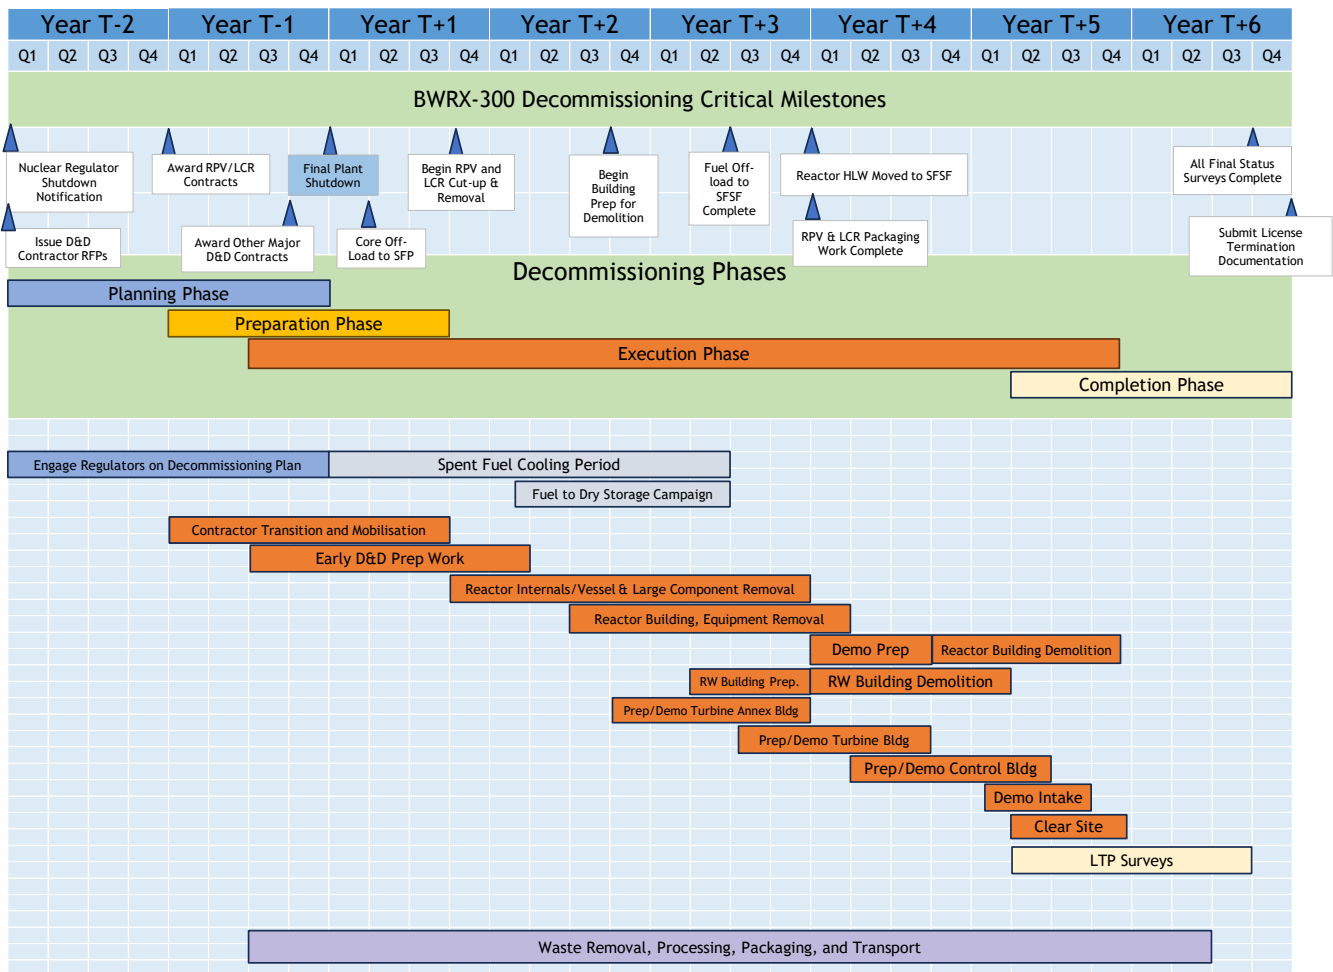 Year T-2 Year T-1 Year T+1 Year T+2 Year T+3 Year T+4 Year T+5 Year T+6
Q1 Q2 Q3 Q4 Q1 Q2 Q3 Q4 Q1 Q2 Q3 Q4 Q1 Q2 Q3 Q4 Q1 Q2 Q3 Q4 Q1 Q2 Q3 Q4 Q1 Q2 Q3 Q4 Q1 Q2 Q3 Q4
BWRX-300 Decommissioning Critical Milestones
Nuclear Regulator
Shutdown
Notification
Award RPV/LCR
Contracts
Final Plant
Shutdown
Begin RPV and
LCR Cut-up &
Removal
Begin
Building
Prep for
Demolition
Fuel Off-
load to
SFSF
Complete
Reactor HLW Moved to SFSF
All Final Status
Surveys Complete
Issue D&D
Contractor RFPs
Award Other Major
D&D Contracts
Core Off-
Load to SFP
RPV & LCR Packaging
Work Complete
Submit License
Termination
Documentation
Decommissioning Phases
Planning Phase
Preparation Phase
Execution Phase
Completion Phase
Engage Regulators on Decommissioning Plan
Spent Fuel Cooling Period
Fuel to Dry Storage Campaign
Contractor Transition and Mobilisation
Early D&D Prep Work
Reactor Internals/Vessel & Large Component Removal
Reactor Building, Equipment Removal
Demo Prep
Reactor Building Demolition
RW Building Prep.
RW Building Demolition
Prep/Demo Turbine Annex Bldg
Prep/Demo Turbine Bldg
Prep/Demo Control Bldg
Demo Intake
Clear Site
LTP Surveys
Waste Removal, Processing, Packaging, and Transport